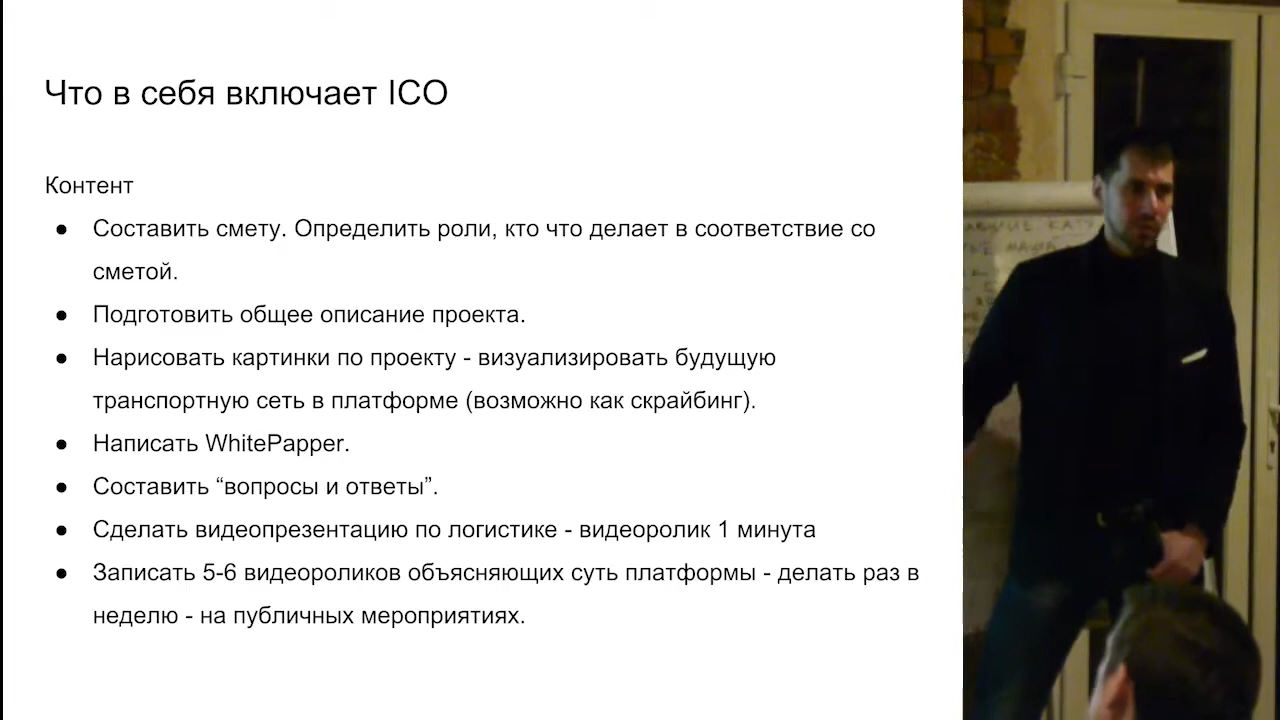 Что в себя включает ICO
Контент
● Составить смету. Определить роли, кто что делает в соответствие со
сметой.
● Подготовить общее описание проекта.
● Нарисовать картинки по проекту - визуализировать будущую
транспортную сеть в платформе (возможно как скрайбинг).
● Написать WhitePapper.
● Составить “вопросы и ответы”.
● Сделать видеопрезентацию по логистике - видеоролик 1 минута
● Записать 5-6 видеороликов объясняющих суть платформы - делать раз в
неделю - на публичных мероприятиях.